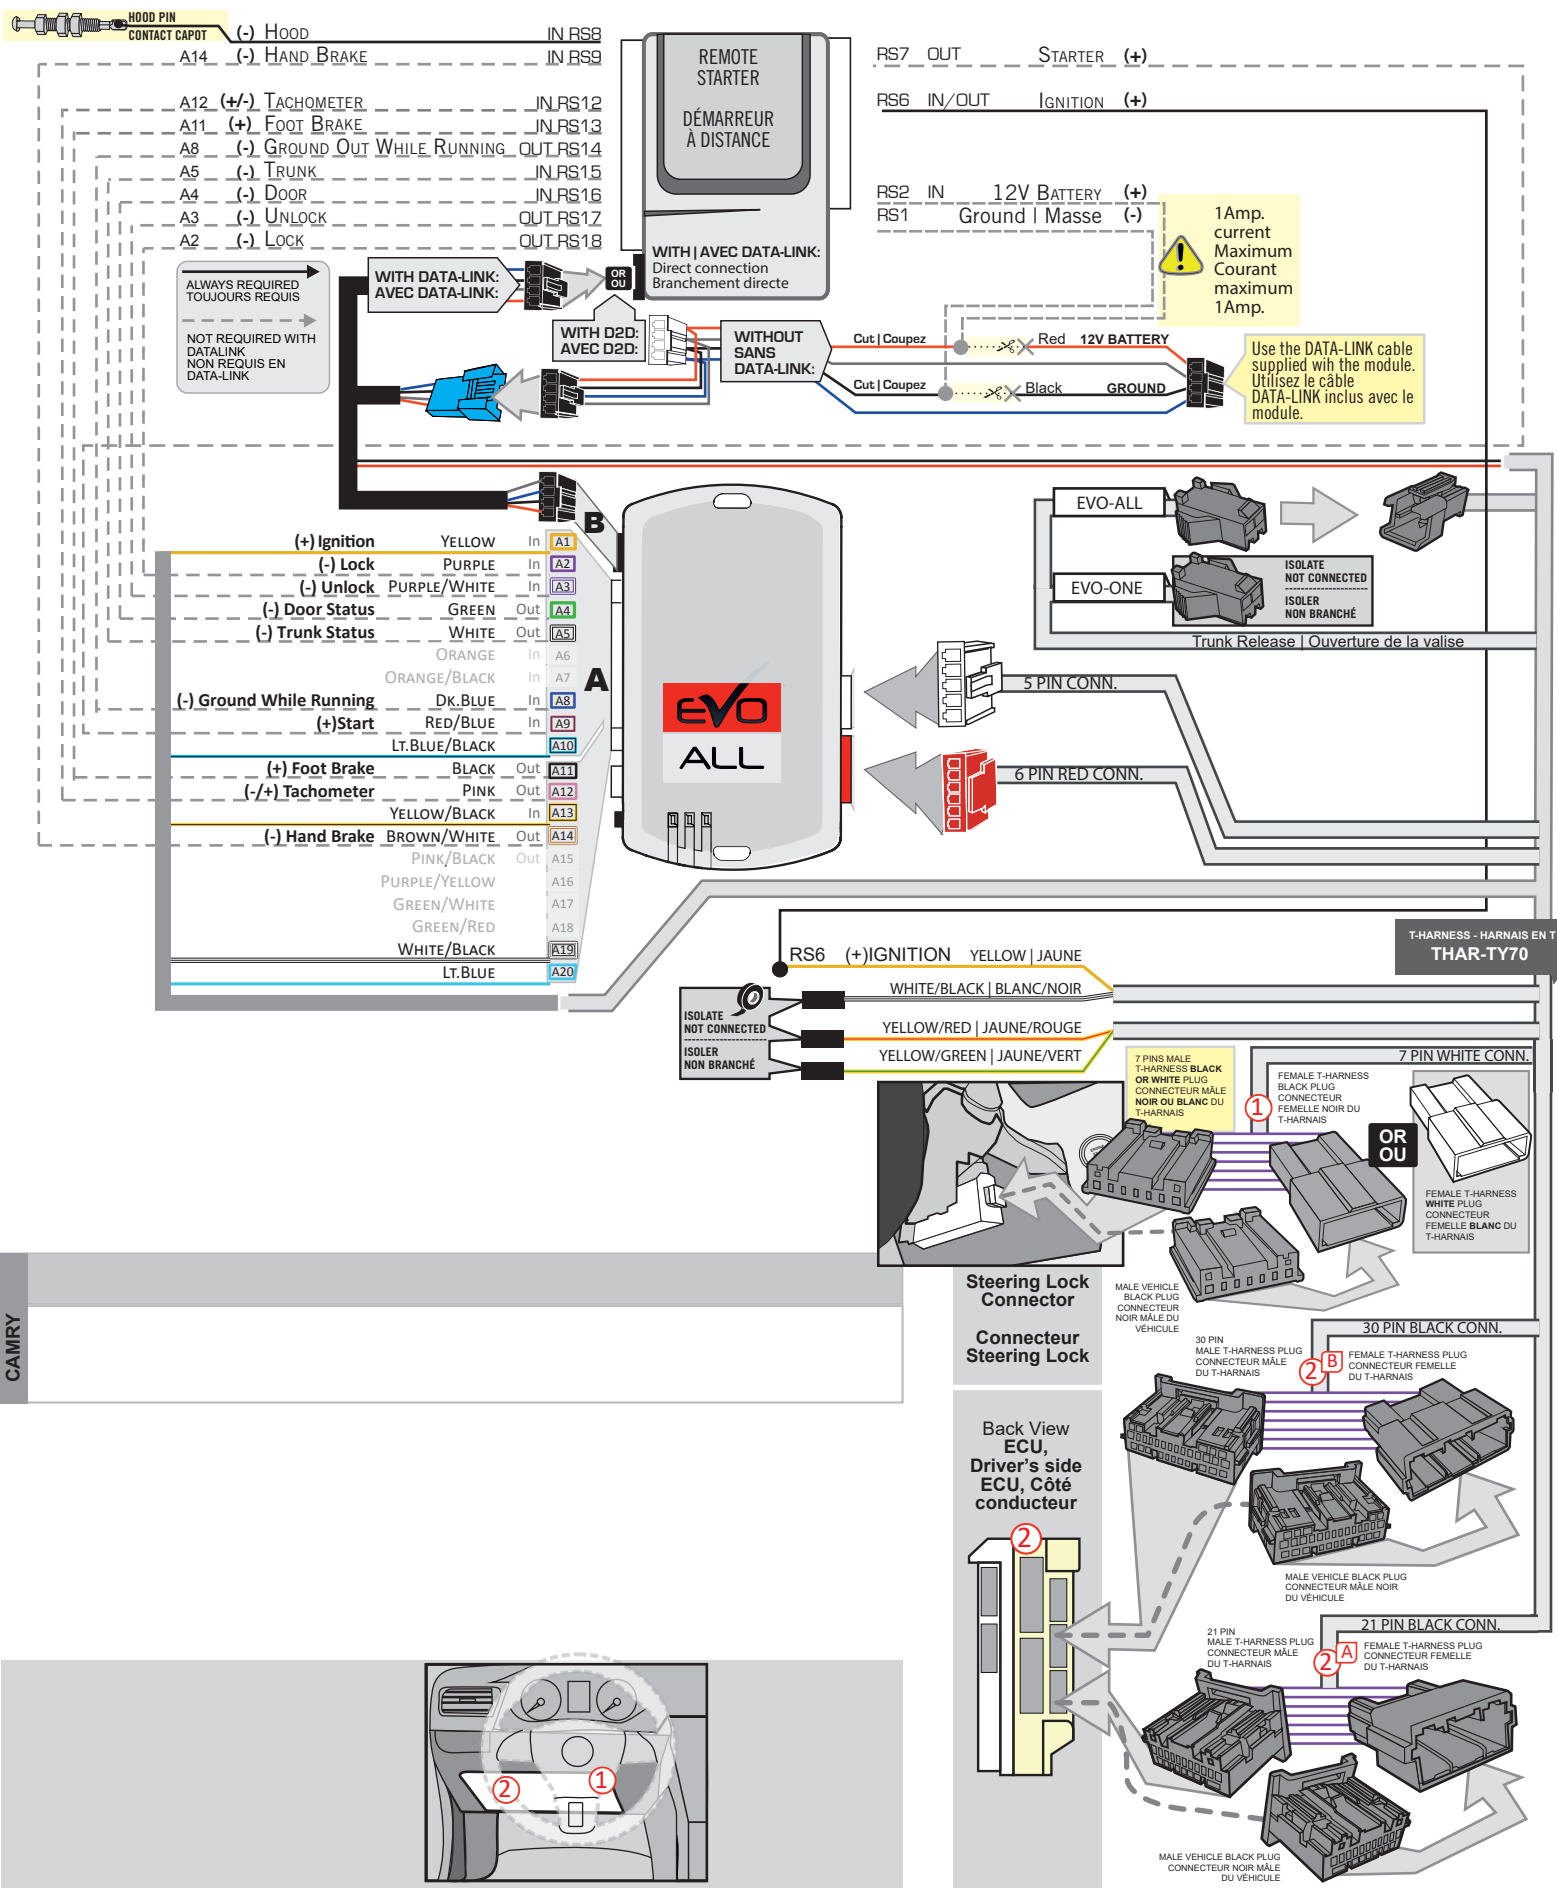 HOOD PIN
CONTACT CAPOT
(-) HOOD IN RS8
A14 (-) HAND BRAKE IN RS9
A12 (+/-) TACHOMETER IN RS12
A11 (+) FOOT BRAKE IN RS13
A8 (-) GROUND OUT WHILE RUNNING OUT RS14
A5 (-) TRUNK IN RS15
A4 (-) DOOR IN RS16
A3 (-) UNLOCK OUT RS17
A2 (-) LOCK OUT RS18
REMOTE
STARTER
DÉMARREUR
À DISTANCE
WITH | AVEC DATA-LINK:
Direct connection
Branchement directe
RS7 OUT STARTER (+)
RS6 IN/OUT IGNITION (+)
RS2 IN 12V BATTERY (+)
RS1 Ground | Masse (-)
1Amp.
current
Maximum
Courant
maximum
1Amp.
ALWAYS REQUIRED
TOUJOURS REQUIS
NOT REQUIRED WITH
DATALINK
NON REQUIS EN
DATA-LINK
WITH DATA-LINK:
AVEC DATA-LINK:
OR
OU
WITH D2D:
AVEC D2D:
WITHOUT
SANS
DATA-LINK:
Cut | Coupez Red 12V BATTERY
Cut | Coupez Black GROUND
Use the DATA-LINK cable
supplied wih the module.
Utilisez le câble
DATA-LINK inclus avec le
module.
B
A
(+) Ignition YELLOW In A1
(-) Lock PURPLE In A2
(-) Unlock PURPLE/WHITE In A3
(-) Door Status GREEN Out A4
(-) Trunk Status WHITE Out A5
ORANGE In A6
ORANGE/BLACK In A7
(-) Ground While Running DK.BLUE In A8
(+)Start RED/BLUE In A9
LT.BLUE/BLACK A10
(+) Foot Brake BLACK Out A11
(-/+) Tachometer PINK Out A12
YELLOW/BLACK In A13
(-) Hand Brake BROWN/WHITE Out A14
PINK/BLACK Out A15
PURPLE/YELLOW A16
GREEN/WHITE A17
GREEN/RED A18
WHITE/BLACK A19
LT.BLUE A20
EVO
ALL
EVO-ALL
EVO-ONE
ISOLATE
NOT CONNECTED
ISOLER
NON BRANCHÉ
Trunk Release | Ouverture de la valise
5 PIN CONN.
6 PIN RED CONN.
T-HARNESS - HARNAIS EN T
THAR-TY70
RS6 (+)IGNITION YELLOW | JAUNE
WHITE/BLACK | BLANC/NOIR
YELLOW/RED | JAUNE/ROUGE
YELLOW/GREEN | JAUNE/VERT
ISOLATE
NOT CONNECTED
ISOLER
NON BRANCHÉ
7 PIN WHITE CONN.
7 PINS MALE
T-HARNESS BLACK
OR WHITE PLUG
CONNECTEUR MÂLE
NOIR OU BLANC DU
T-HARNAIS
1
FEMALE T-HARNESS
BLACK PLUG
CONNECTEUR
FEMELLE NOIR DU
T-HARNAIS
OR
OU
FEMALE T-HARNESS
WHITE PLUG
CONNECTEUR
FEMELLE BLANC DU
T-HARNAIS
MALE VEHICLE
BLACK PLUG
CONNECTEUR
NOIR MÂLE DU
VÉHICULE
Steering Lock
Connector
Connecteur
Steering Lock
CAMRY
30 PIN BLACK CONN.
30 PIN
MALE T-HARNESS PLUG
CONNECTEUR MÂLE
DU T-HARNAIS
2 B
FEMALE T-HARNESS PLUG
CONNECTEUR FEMELLE
DU T-HARNAIS
MALE VEHICLE BLACK PLUG
CONNECTEUR MÂLE NOIR
DU VÉHICULE
Back View
ECU,
Driver's side
ECU, Côté
conducteur
2
21 PIN BLACK CONN.
21 PIN
MALE T-HARNESS PLUG
CONNECTEUR MÂLE
DU T-HARNAIS
2 A
FEMALE T-HARNESS PLUG
CONNECTEUR FEMELLE
DU T-HARNAIS
MALE VEHICLE BLACK PLUG
CONNECTEUR NOIR MÂLE
DU VÉHICULE
2
1